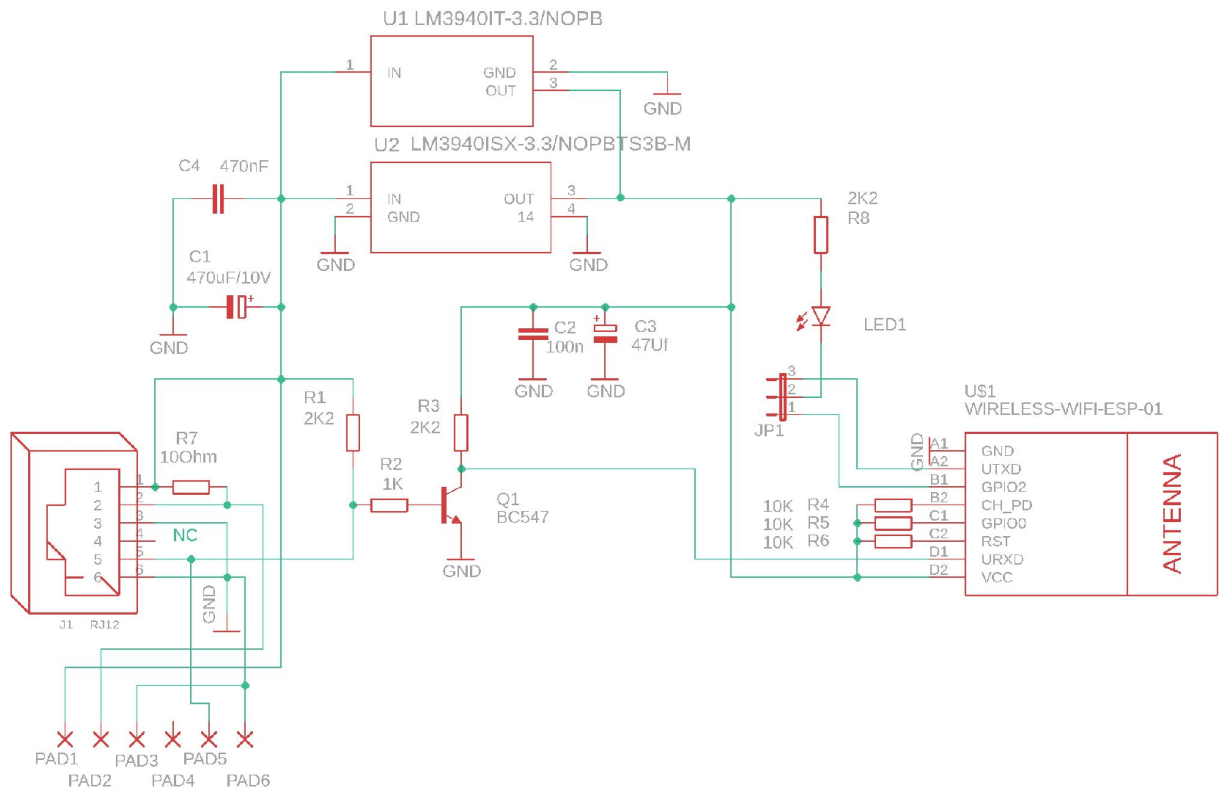 U1 LM3940IT-3.3/NOPB
1 IN GND 2
OUT 3
GND
U2 LM3940ISX-3.3/NOPBTS3B-M
C4 470nF
1 IN OUT 3
2 GND 14 4
GND GND
2K2
R8
C1
470uF/10V
+
GND
LED1
+
C2
100n
C3
47Uf
GND GND
R1
2K2
R3
2K2
3
2
1
JP1
U$1
WIRELESS-WIFI-ESP-01
R7
10Ohm
R2
1K
Q1
BC547
GND
GND A1 GND
A2 UTXD
B1 GPIO2
10K R4 B2 CH_PD
10K R5 C1 GPIO0
10K R6 C2 RST
D1 URXD
D2 VCC
ANTENNA
1 1
2 2
3 3
4 4
5 5
6 6
NC
GND
J1 RJ12
PAD1
PAD2
PAD3
PAD4
PAD5
PAD6